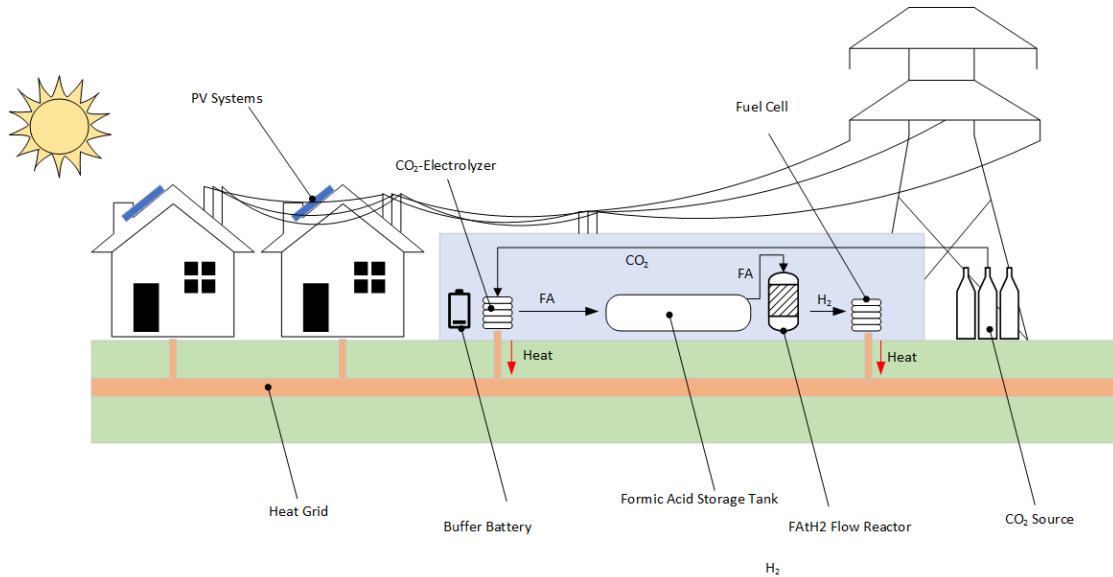 PV Systems
Fuel Cell
CO₂-Electrolyzer
CO₂
FA
FA
H₂
Heat
Heat
Heat Grid
Buffer Battery
Formic Acid Storage Tank
FAtH2 Flow Reactor
CO₂ Source
H₂